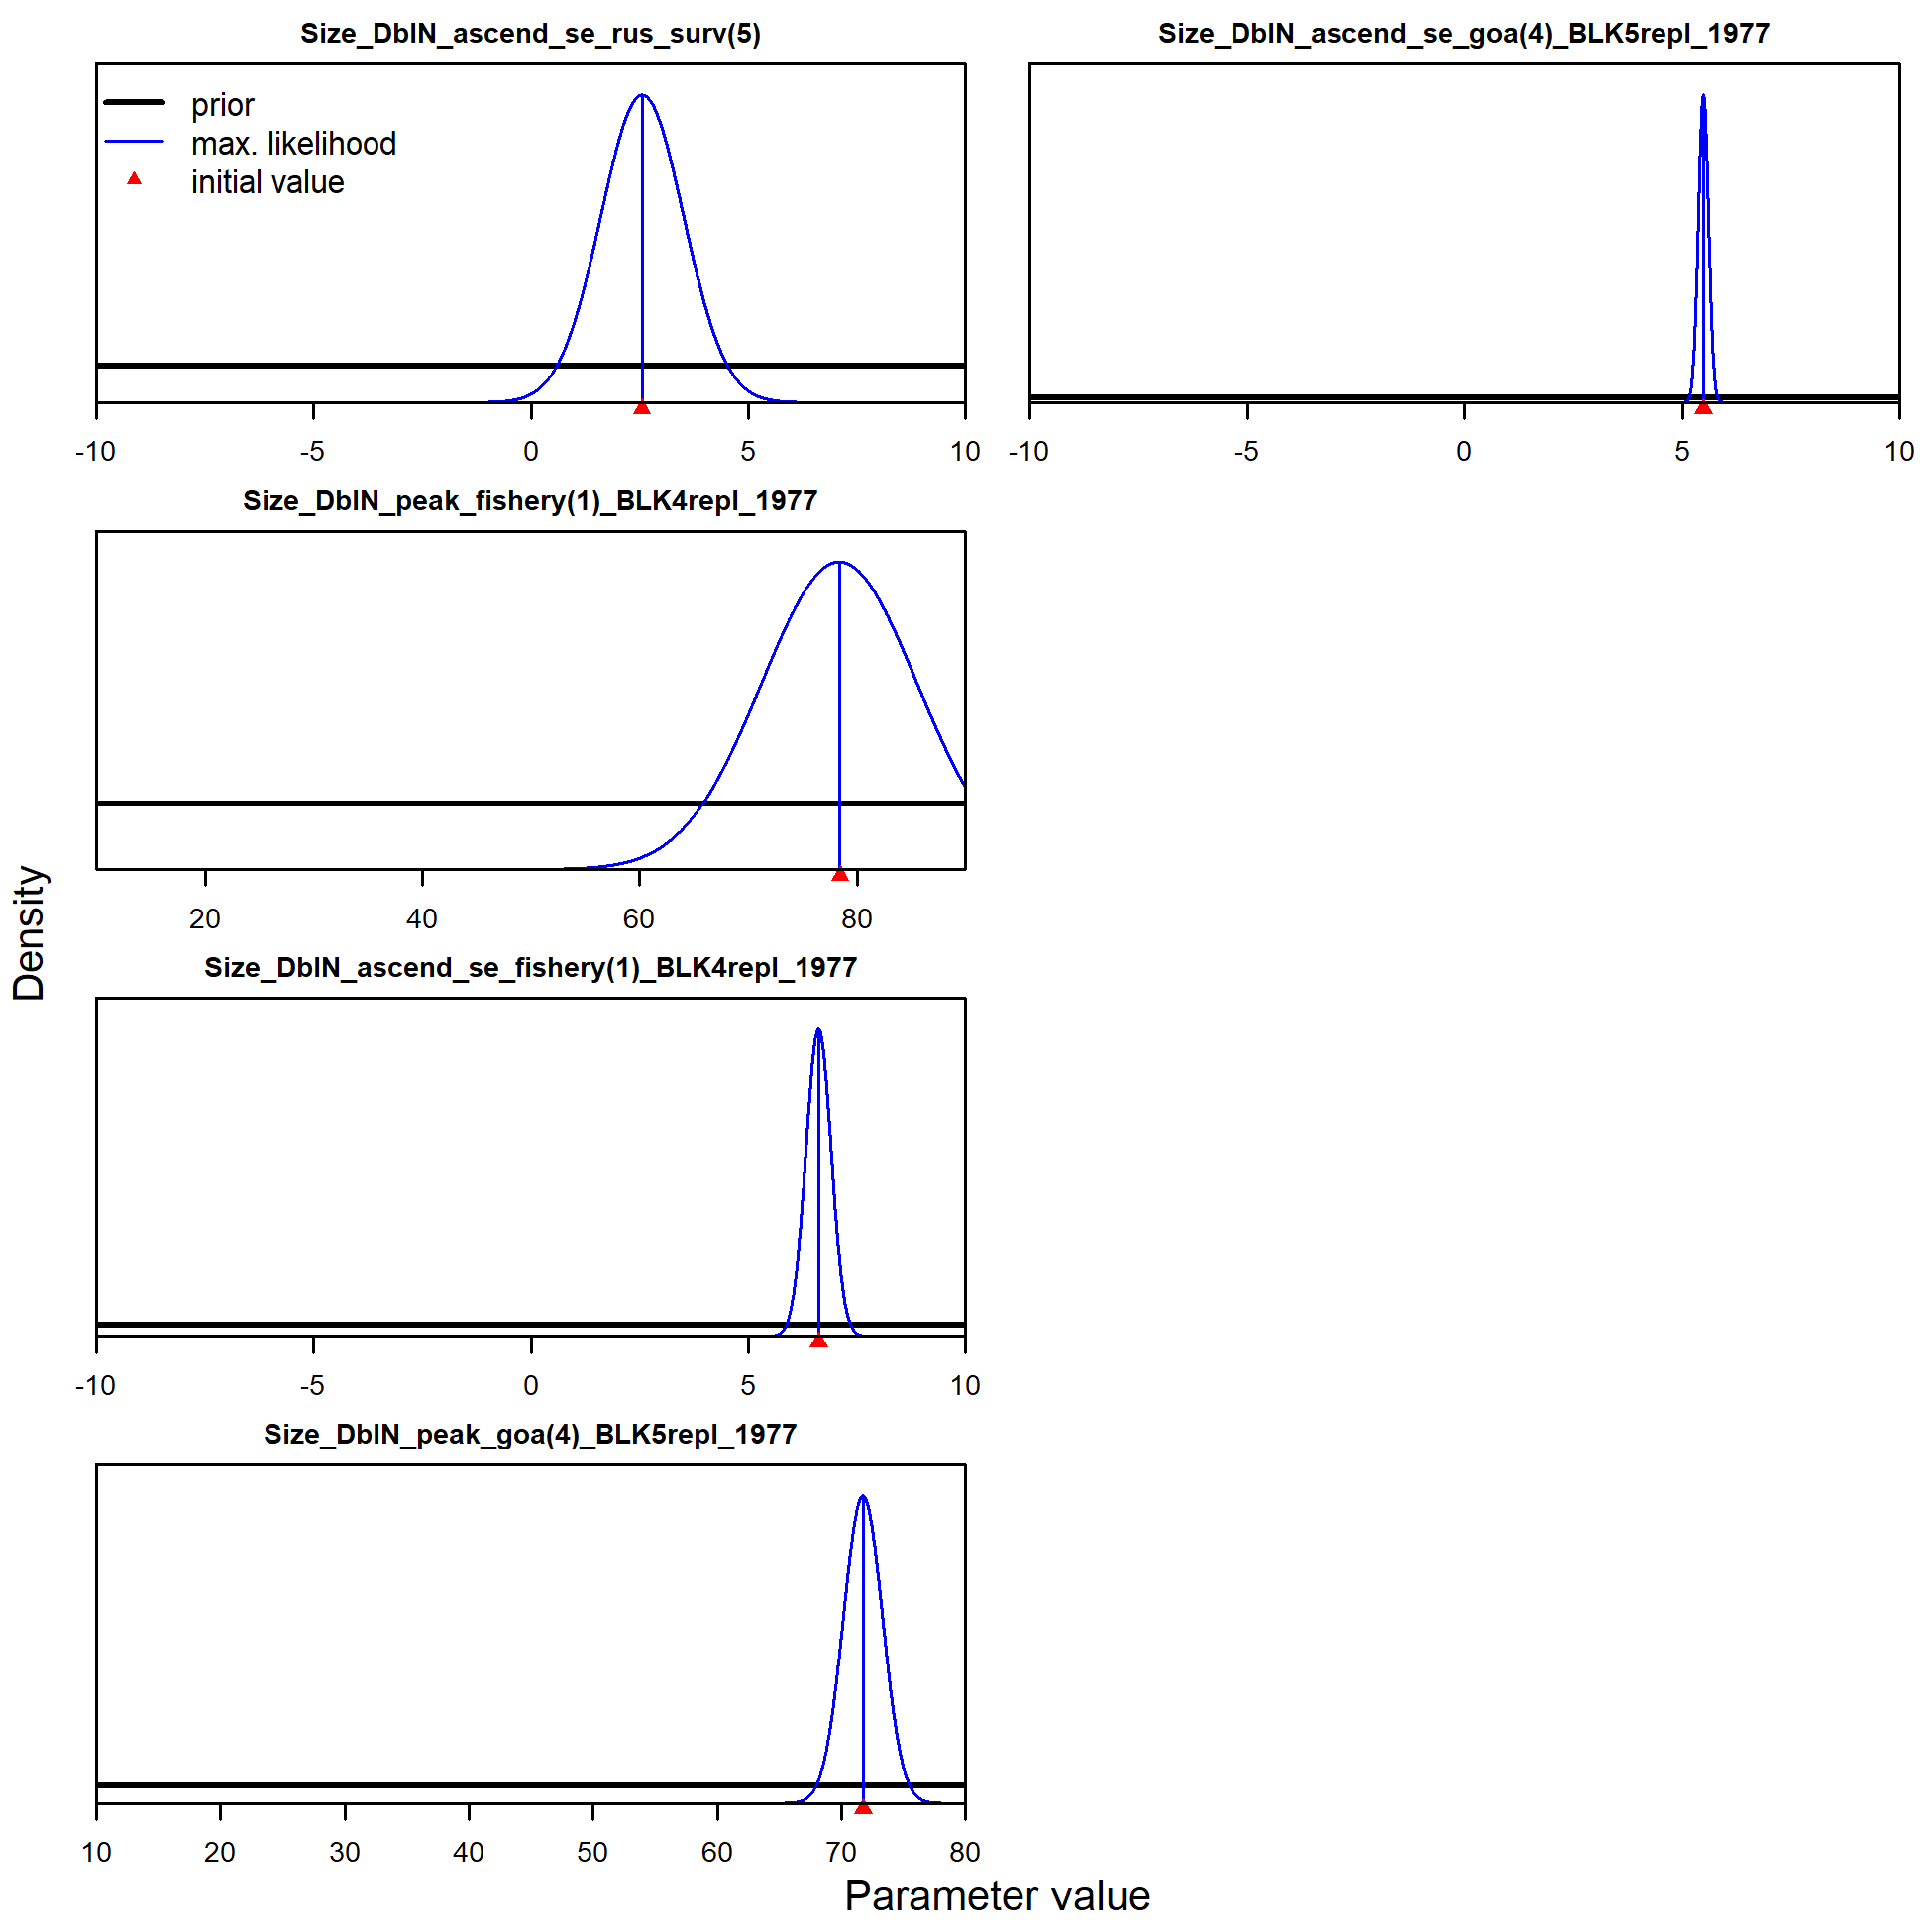 Size_DblN_ascend_se_rus_surv(5)
prior
max. likelihood
initial value
-10 -5 0 5 10
Size_DblN_ascend_se_goa(4)_BLK5repl_1977
-10 -5 0 5 10
Size_DblN_peak_fishery(1)_BLK4repl_1977
20 40 60 80
Size_DblN_ascend_se_fishery(1)_BLK4repl_1977
-10 -5 0 5 10
Size_DblN_peak_goa(4)_BLK5repl_1977
10 20 30 40 50 60 70 80
Density
Parameter value